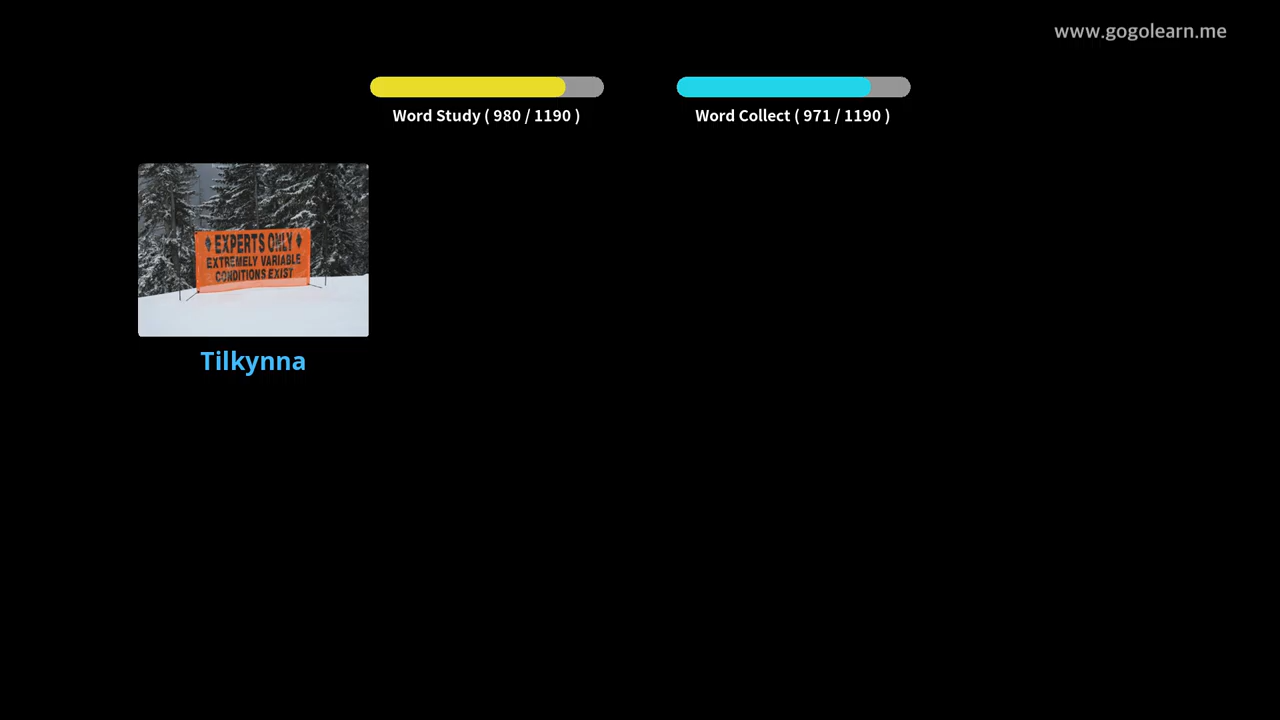 www.gogolearn.me
Word Study ( 980 / 1190 )
Word Collect ( 971 / 1190 )
EXPERTS ONLY
EXTREMELY VARIABLE
CONDITIONS EXIST
Tilkynna